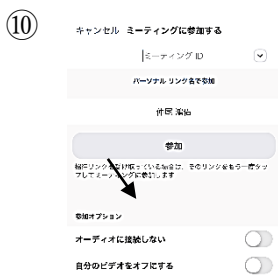 ⑩
キャンセル ミーティングに参加する
ミーティング ID
パーソナル リンク名で参加
参加
招待リンクを受け取っている場合は、そのリンクをもう一度タッ
プしてミーティングに参加します
参加オプション
オーディオに接続しない
自分のビデオをオフにする